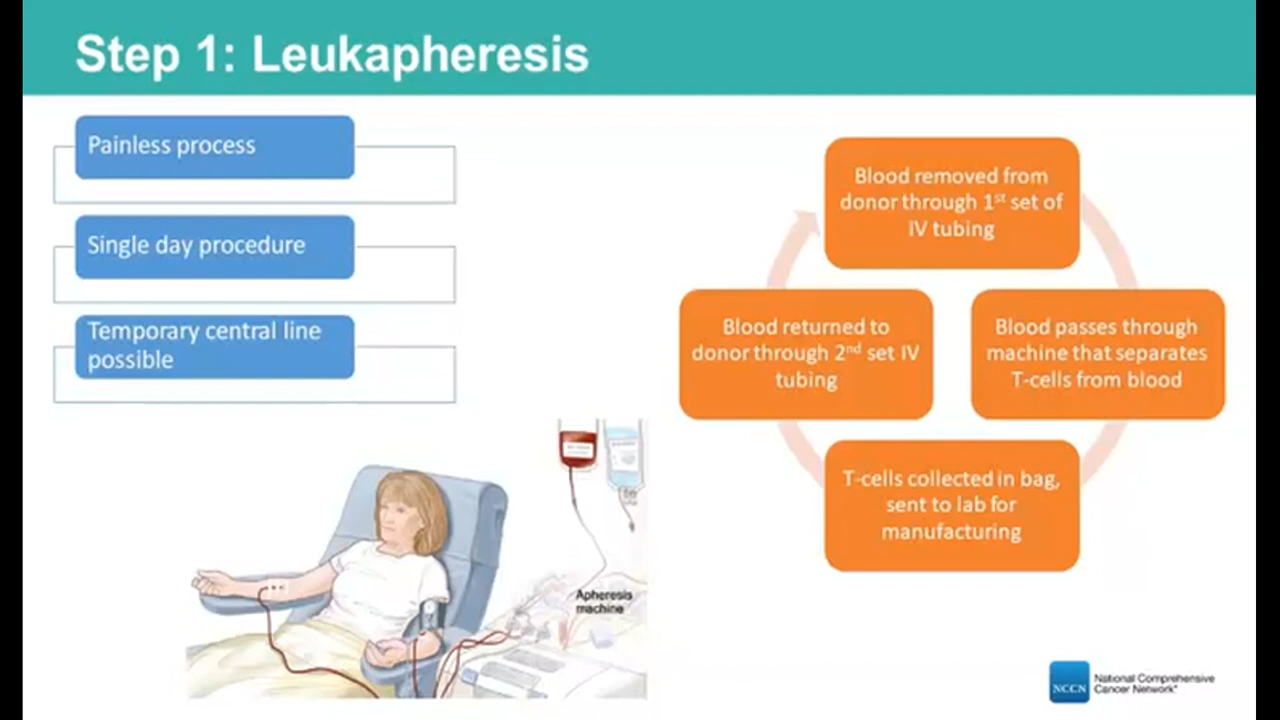 Step 1: Leukapheresis
Painless process
Single day procedure
Temporary central line
possible
Blood removed from
donor through 1st set of
IV tubing
Blood passes through
machine that separates
T-cells from blood
T-cells collected in bag,
sent to lab for
manufacturing
Blood returned to
donor through 2nd set IV
tubing
Apheresis
machine
NCCN
National Comprehensive
Cancer Network®